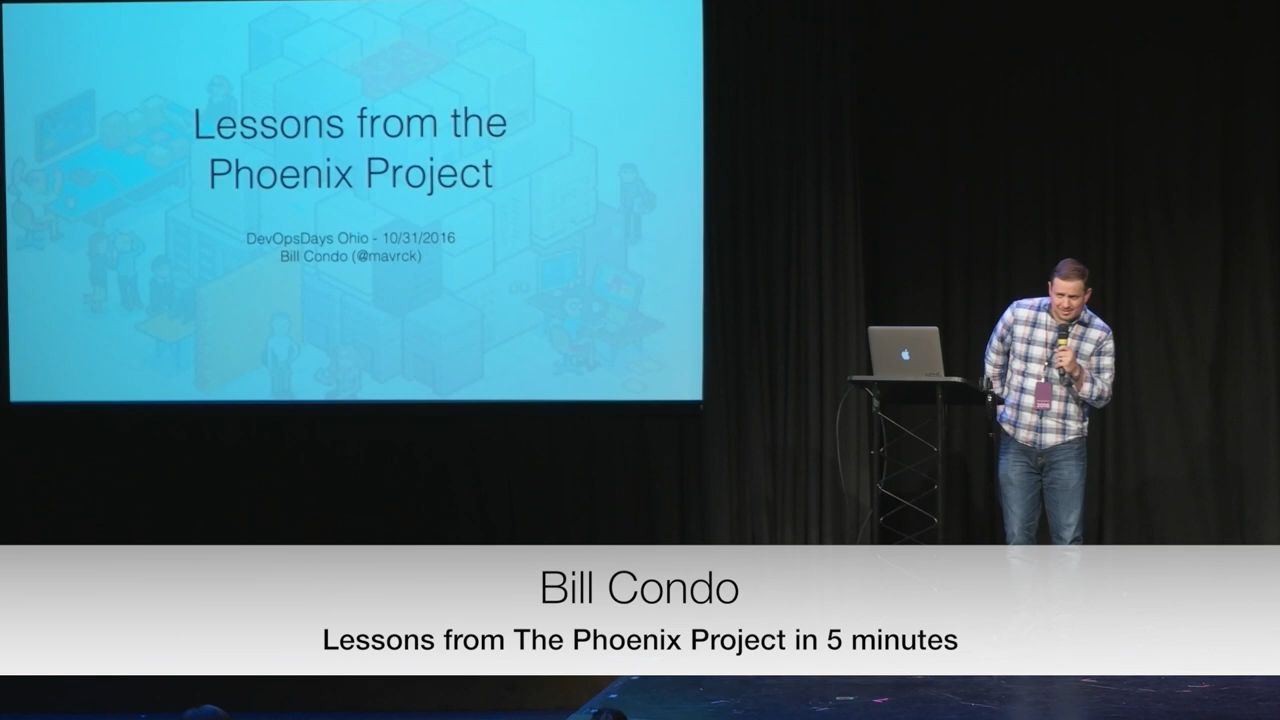 Lessons from the
Phoenix Project
DevOpsDays Ohio - 10/31/2016
Bill Condo (@mavrck)
Bill Condo
Lessons from The Phoenix Project in 5 minutes